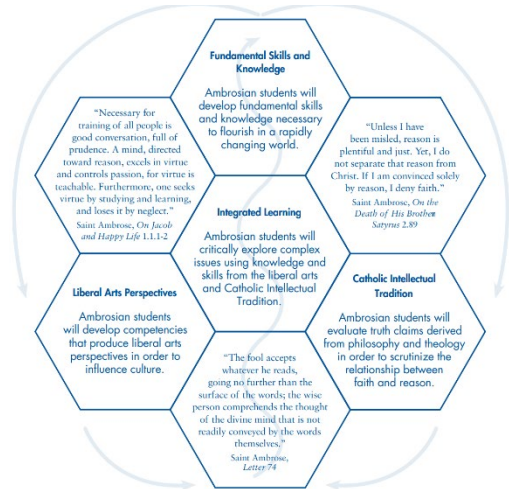 Fundamental Skills and
Knowledge
Ambrosian students will
develop fundamental skills
and knowledge necessary
to flourish in a rapidly
changing world.
“Necessary for
training of all people is
good conversation, full of
prudence. A mind, directed
toward reason, excels in virtue
and controls passion, for virtue is
teachable. Furthermore, one seeks
virtue by studying and learning,
and loses it by neglect.”
Saint Ambrose, On Jacob
and Happy Life 1.1.1-2
“Unless I have
been misled, reason is
plentiful and just. Yet, I do
not separate that reason from
Christ. If I am convinced solely
by reason, I deny faith.”
Saint Ambrose, On the
Death of His Brother
Satyrus 2.89
Integrated Learning
Ambrosian students will
critically explore complex
issues using knowledge and
skills from the liberal arts
and Catholic Intellectual
Tradition.
Liberal Arts Perspectives
Ambrosian students
will develop competencies
that produce liberal arts
perspectives in order to
influence culture.
Catholic Intellectual
Tradition
Ambrosian students will
evaluate truth claims derived
from philosophy and theology
in order to scrutinize the
relationship between
faith and reason.
“The fool accepts
whatever he reads,
going no further than the
surface of the words; the wise
person comprehends the thought
of the divine mind that is not
readily conveyed by the words
themselves.”
Saint Ambrose,
Letter 74